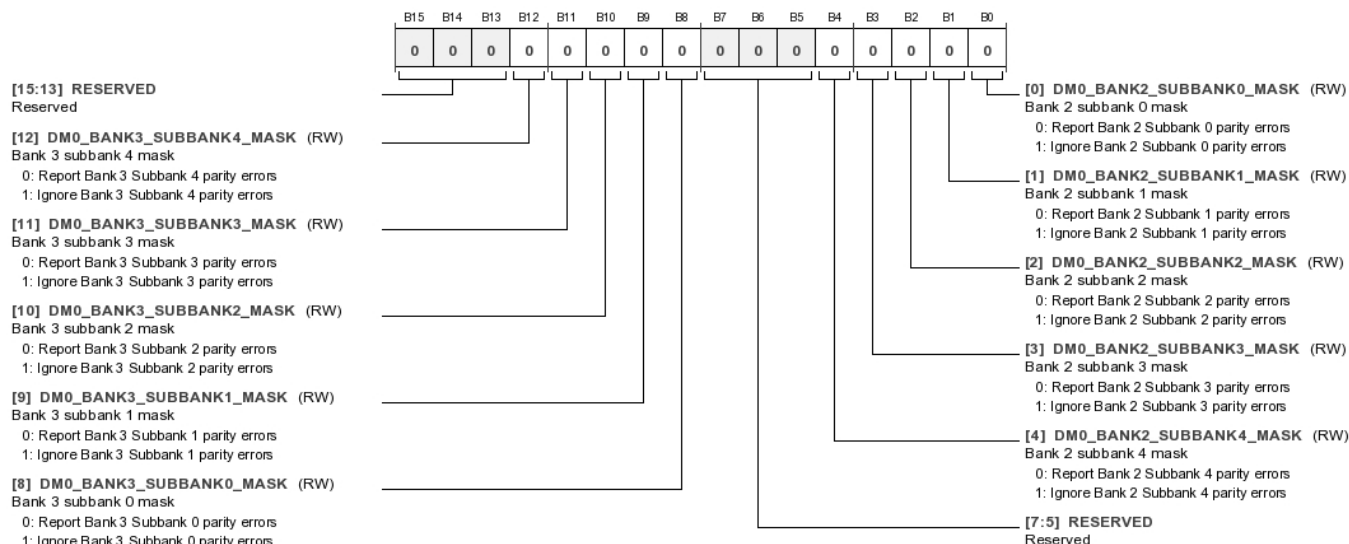 B15 B14 B13 B12 B11 B10 B9 B8 B7 B6 B5 B4 B3 B2 B1 B0
0 0 0 0 0 0 0 0 0 0 0 0 0 0 0 0
[15:13] RESERVED
Reserved
[12] DM0_BANK3_SUBBANK4_MASK (RW)
Bank 3 subbank 4 mask
0: Report Bank 3 Subbank 4 parity errors
1: Ignore Bank 3 Subbank 4 parity errors
[11] DM0_BANK3_SUBBANK3_MASK (RW)
Bank 3 subbank 3 mask
0: Report Bank 3 Subbank 3 parity errors
1: Ignore Bank 3 Subbank 3 parity errors
[10] DM0_BANK3_SUBBANK2_MASK (RW)
Bank 3 subbank 2 mask
0: Report Bank 3 Subbank 2 parity errors
1: Ignore Bank 3 Subbank 2 parity errors
[9] DM0_BANK3_SUBBANK1_MASK (RW)
Bank 3 subbank 1 mask
0: Report Bank 3 Subbank 1 parity errors
1: Ignore Bank 3 Subbank 1 parity errors
[8] DM0_BANK3_SUBBANK0_MASK (RW)
Bank 3 subbank 0 mask
0: Report Bank 3 Subbank 0 parity errors
1: Ignore Bank 3 Subbank 0 parity errors
[0] DM0_BANK2_SUBBANK0_MASK (RW)
Bank 2 subbank 0 mask
0: Report Bank 2 Subbank 0 parity errors
1: Ignore Bank 2 Subbank 0 parity errors
[1] DM0_BANK2_SUBBANK1_MASK (RW)
Bank 2 subbank 1 mask
0: Report Bank 2 Subbank 1 parity errors
1: Ignore Bank 2 Subbank 1 parity errors
[2] DM0_BANK2_SUBBANK2_MASK (RW)
Bank 2 subbank 2 mask
0: Report Bank 2 Subbank 2 parity errors
1: Ignore Bank 2 Subbank 2 parity errors
[3] DM0_BANK2_SUBBANK3_MASK (RW)
Bank 2 subbank 3 mask
0: Report Bank 2 Subbank 3 parity errors
1: Ignore Bank 2 Subbank 3 parity errors
[4] DM0_BANK2_SUBBANK4_MASK (RW)
Bank 2 subbank 4 mask
0: Report Bank 2 Subbank 4 parity errors
1: Ignore Bank 2 Subbank 4 parity errors
[7:5] RESERVED
Reserved